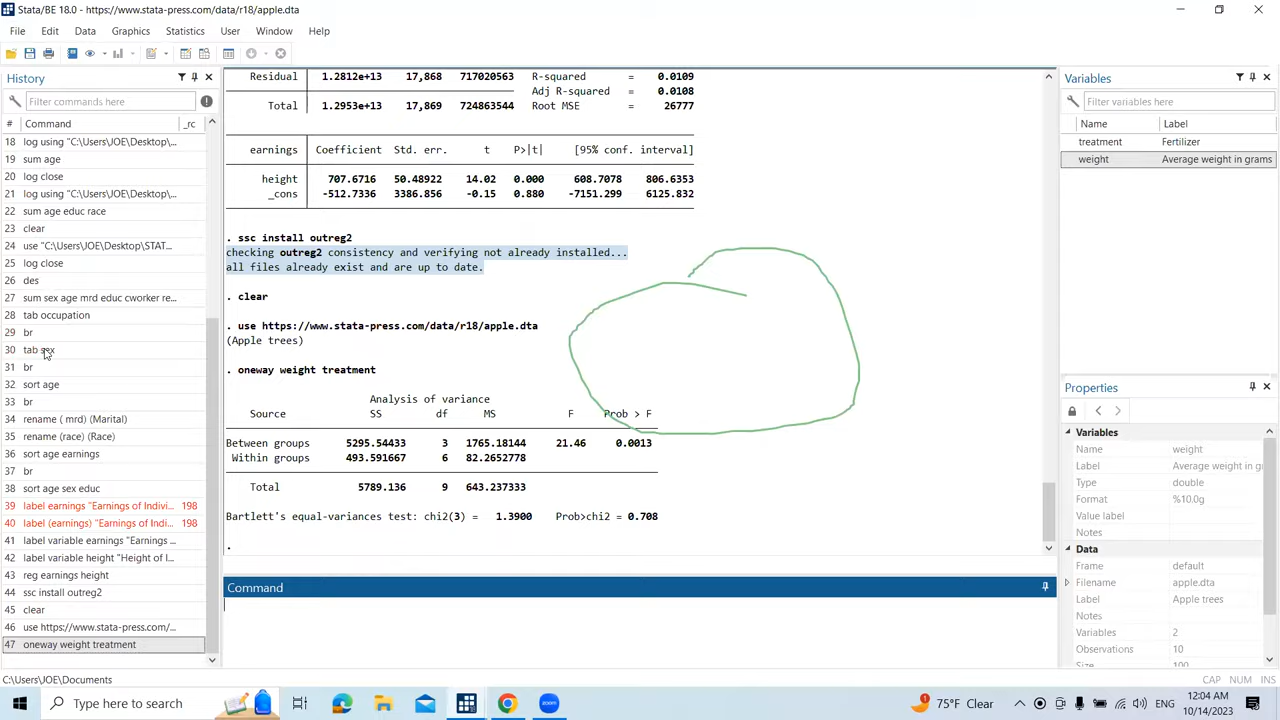 Stata/BE 18.0 - https://www.stata-press.com/data/r18/apple.dta
File Edit Data Graphics Statistics User Window Help
History
Filter commands here
# Command _rc
18 log using "C:\Users\JOE\Desktop\...
19 sum age
20 log close
21 log using "C:\Users\JOE\Desktop\...
22 sum age educ race
23 clear
24 use "C:\Users\JOE\Desktop\STAT...
25 log close
26 des
27 sum sex age mrd educ cworker re...
28 tab occupation
29 br
30 tab sex
31 br
32 sort age
33 br
34 rename ( mrd) (Marital)
35 rename (race) (Race)
36 sort age earnings
37 br
38 sort age sex educ
39 label earnings "Earnings of Indivi... 198
40 label (earnings) "Earnings of Indi... 198
41 label variable earnings "Earnings ...
42 label variable height "Height of I...
43 reg earnings height
44 ssc install outreg2
45 clear
46 use https://www.stata-press.com/...
47 oneway weight treatment
Residual 1.2812e+13 17,868 717020563 R-squared = 0.0109
Adj R-squared = 0.0108
Total 1.2953e+13 17,869 724863544 Root MSE = 26777
earnings Coefficient Std. err. t P>|t| [95% conf. interval]
height 707.6716 50.48922 14.02 0.000 608.7078 806.6353
_cons -512.7336 3386.856 -0.15 0.880 -7151.299 6125.832
. ssc install outreg2
checking outreg2 consistency and verifying not already installed...
all files already exist and are up to date.
. clear
. use https://www.stata-press.com/data/r18/apple.dta
(Apple trees)
. oneway weight treatment
Analysis of variance
Source SS df MS F Prob > F
Between groups 5295.54433 3 1765.18144 21.46 0.0013
Within groups 493.591667 6 82.2652778
Total 5789.136 9 643.237333
Bartlett's equal-variances test: chi2(3) = 1.3900 Prob>chi2 = 0.708
.
Command
Variables
Filter variables here
Name Label
treatment Fertilizer
weight Average weight in grams
Properties
Variables
Name weight
Label Average weight in gr
Type double
Format %10.0g
Value label
Notes
Data
Frame default
Filename apple.dta
Label Apple trees
Notes
Variables 2
Observations 10
Size 100
C:\Users\JOE\Documents
CAP NUM INS
Type here to search
zoom
1
75°F Clear
ENG
12:04 AM
10/14/2023